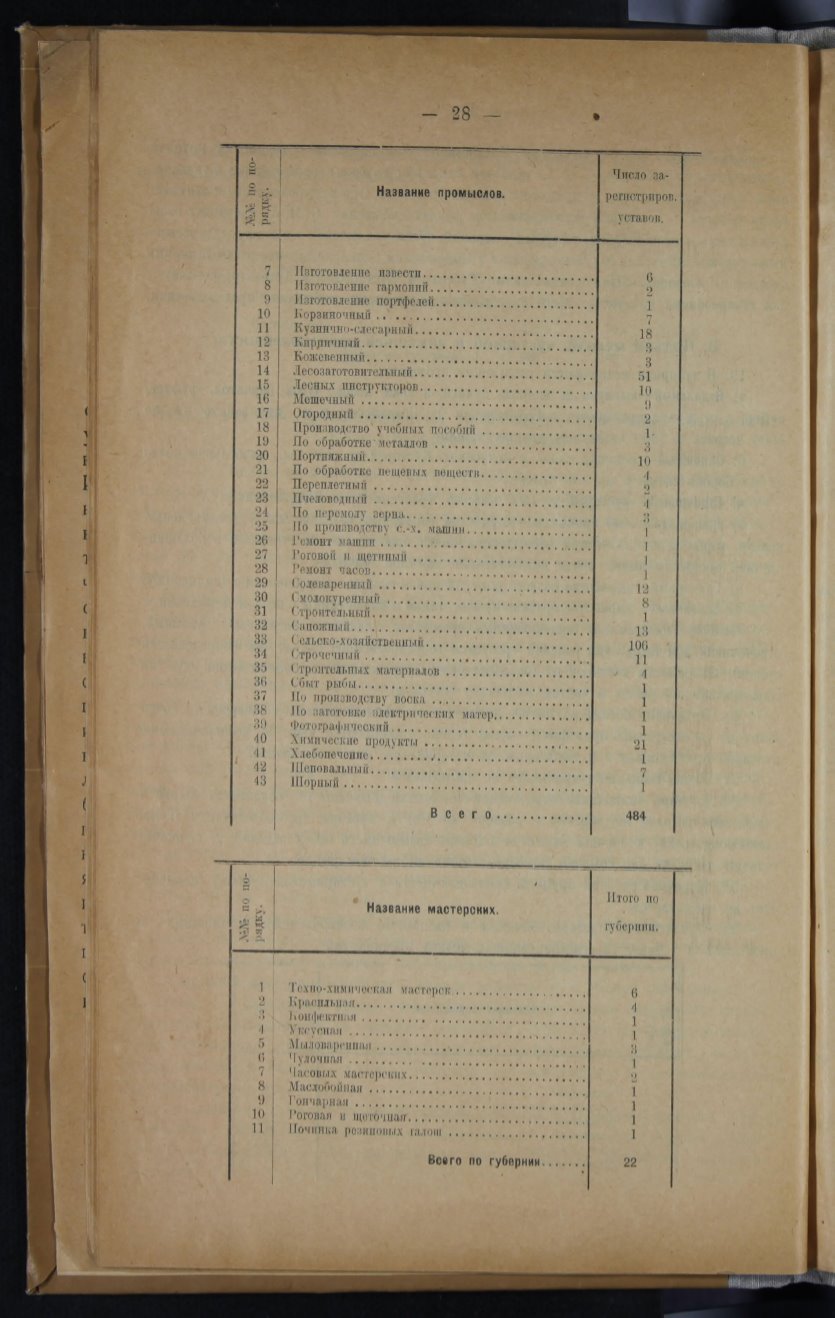 — 28 —
№№ по по-
рядку.
Название промыслов.
Число за-
регистриров.
уставов.
7 Изготовление извести 6
8 Изготовление гармоний 2
9 Изготовление портфелей 1
10 Корзиночный 7
11 Кузнично-слесарный 18
12 Кирпичный 3
13 Кожевенный 3
14 Лесозаготовительный 51
15 Лесных инструкторов 10
16 Мешечный 9
17 Огородный 2
18 Производство учебных пособий 1
19 По обработке металлов 3
20 Портняжный 10
21 По обработке пещевых веществ 4
22 Переплетный 2
23 Пчеловодный 4
24 По перемолу зерна 3
25 По производству с.-х. машин 1
26 Ремонт машин 1
27 Роговой и щетиный 1
28 Ремонт часов 1
29 Солеваренный 12
30 Смолокуренный 8
31 Строительный 1
32 Сапожный 13
33 Сельско-хозяйственный 106
34 Строчечный 11
35 Строительных материалов 4
36 Сбыт рыбы 1
37 По производству воска 1
38 По заготовке электрических матер. 1
39 Фотографический 1
40 Химические продукты 21
41 Хлебопечение 1
42 Шеповальный 7
43 Шорный 1
Всего 484
№№ по по-
рядку.
Название мастерских.
Итого по
губернии.
1 Техно-химическая мастерск. 6
2 Красильная 4
3 Конфектная 1
4 Уксусная 1
5 Мыловаренная 3
6 Чулочная 1
7 Часовых мастерских 2
8 Маслобойная 1
9 Гончарная 1
10 Роговая и щеточная 1
11 Починка резиновых галош 1
Всего по губернии 22